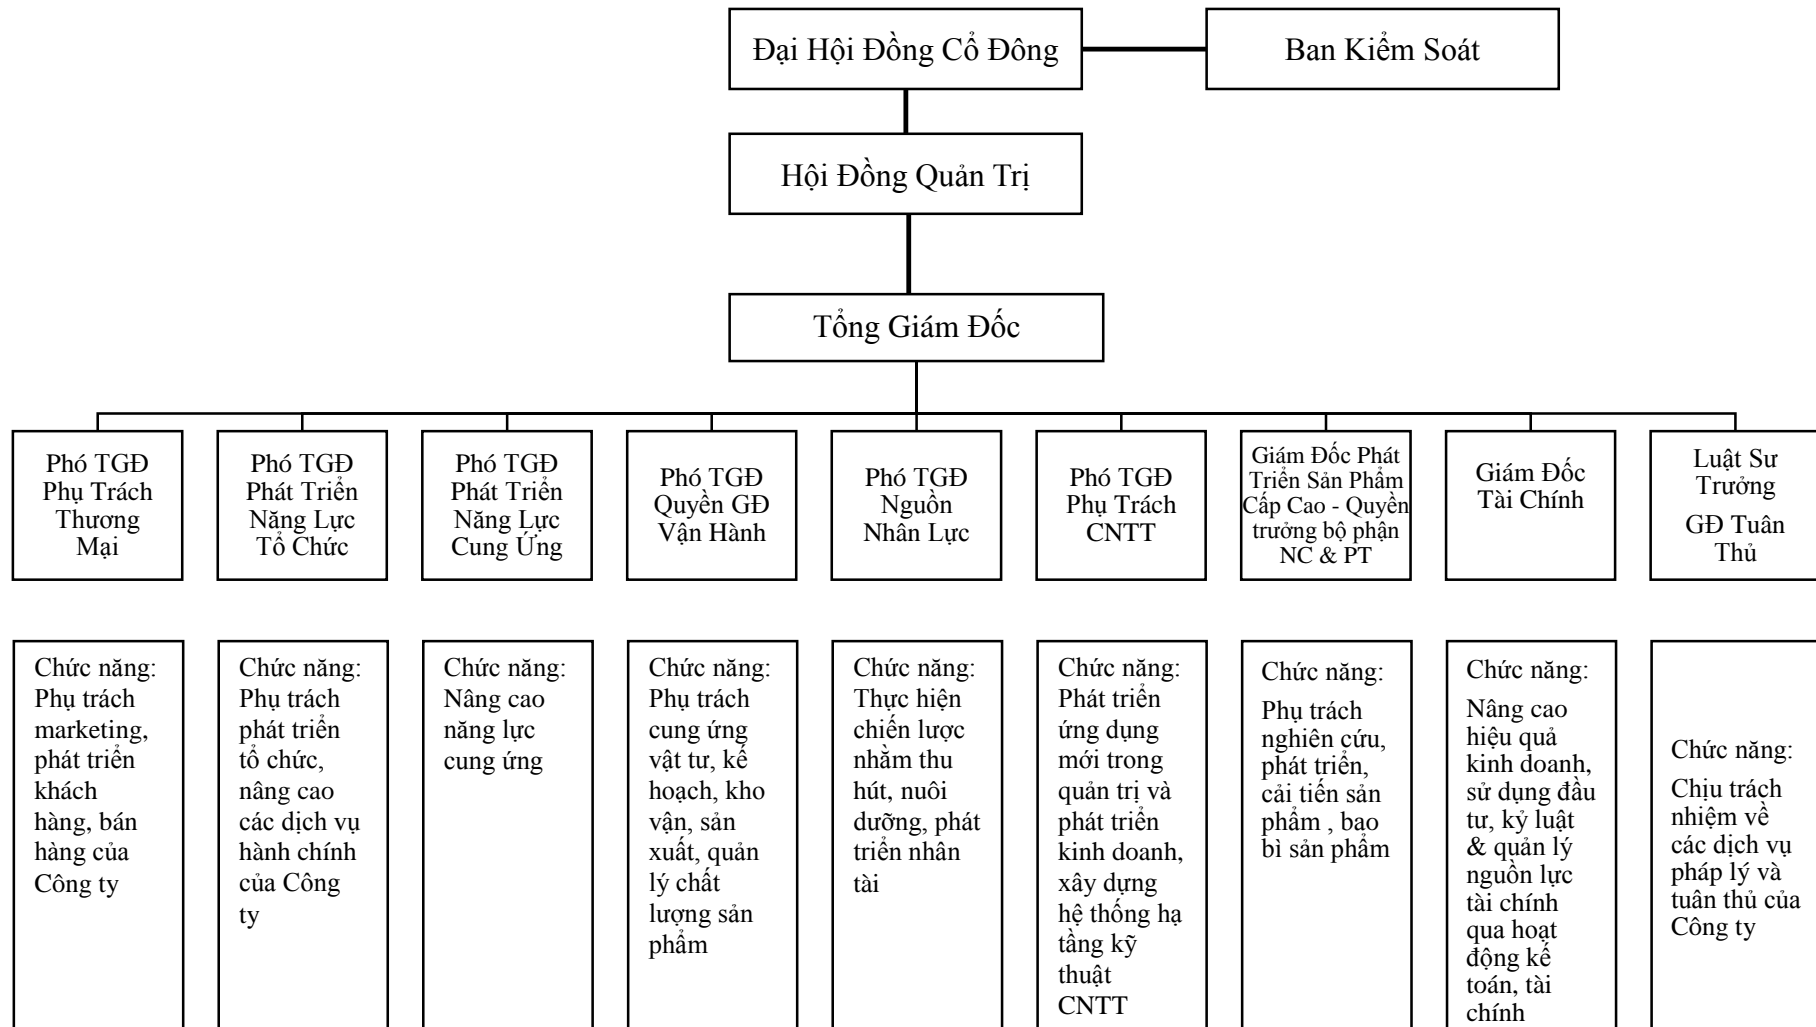 Đại Hội Đồng Cổ Đông
Ban Kiểm Soát
Hội Đồng Quản Trị
Tổng Giám Đốc
Phó TGĐ
Phụ Trách
Thương
Mại
Phó TGĐ
Phát Triển
Năng Lực
Tổ Chức
Phó TGĐ
Phát Triển
Năng Lực
Cung Ứng
Phó TGĐ
Quyền GĐ
Vận Hành
Phó TGĐ
Nguồn
Nhân Lực
Phó TGĐ
Phụ Trách
CNTT
Giám Đốc Phát
Triển Sản Phẩm
Cấp Cao - Quyền
trưởng bộ phận
NC & PT
Giám Đốc
Tài Chính
Luật Sư
Trưởng
GĐ Tuân
Thủ
Chức năng:
Phụ trách
marketing,
phát triển
khách
hàng, bán
hàng của
Công ty
Chức năng:
Phụ trách
phát triển
tổ chức,
nâng cao
các dịch vụ
hành chính
của Công
ty
Chức năng:
Nâng cao
năng lực
cung ứng
Chức năng:
Phụ trách
cung ứng
vật tư, kế
hoạch, kho
vận, sản
xuất, quản
lý chất
lượng sản
phẩm
Chức năng:
Thực hiện
chiến lược
nhằm thu
hút, nuôi
dưỡng, phát
triển nhân
tài
Chức năng:
Phát triển
ứng dụng
mới trong
quản trị và
phát triển
kinh doanh,
xây dựng
hệ thống hạ
tầng kỹ
thuật
CNTT
Chức năng:
Phụ trách
nghiên cứu,
phát triển,
cải tiến sản
phẩm , bao
bì sản phẩm
Chức năng:
Nâng cao
hiệu quả
kinh doanh,
sử dụng đầu
tư, kỷ luật
& quản lý
nguồn lực
tài chính
qua hoạt
động kế
toán, tài
chính
Chức năng:
Chịu trách
nhiệm về
các dịch vụ
pháp lý và
tuân thủ của
Công ty